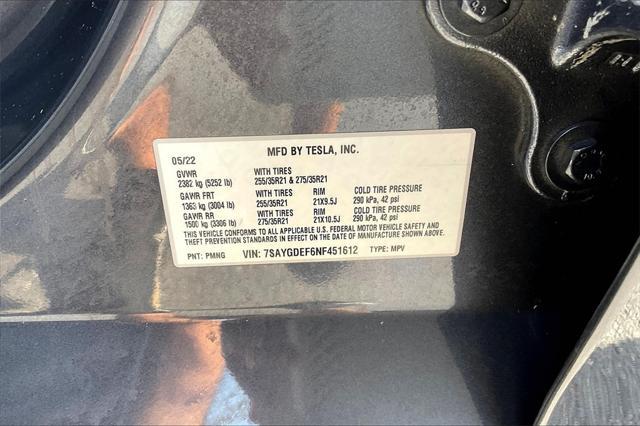 05/22 MFD BY TESLA, INC.
GVWR WITH TIRES
2382 kg (5252 lb) 255/35R21 & 275/35R21
GAWR FRT WITH TIRES RIM COLD TIRE PRESSURE
1363 kg (3004 lb) 255/35R21 21X9.5J 290 kPa, 42 psi
GAWR RR WITH TIRES RIM COLD TIRE PRESSURE
1500 kg (3306 lb) 275/35R21 21X10.5J 290 kPa, 42 psi
THIS VEHICLE CONFORMS TO ALL APPLICABLE U.S. FEDERAL MOTOR VEHICLE SAFETY AND
THEFT PREVENTION STANDARDS IN EFFECT ON THE DATE OF MANUFACTURE SHOWN ABOVE.
PNT: PMNG VIN: 7SAYGDEF6NF451612 TYPE: MPV